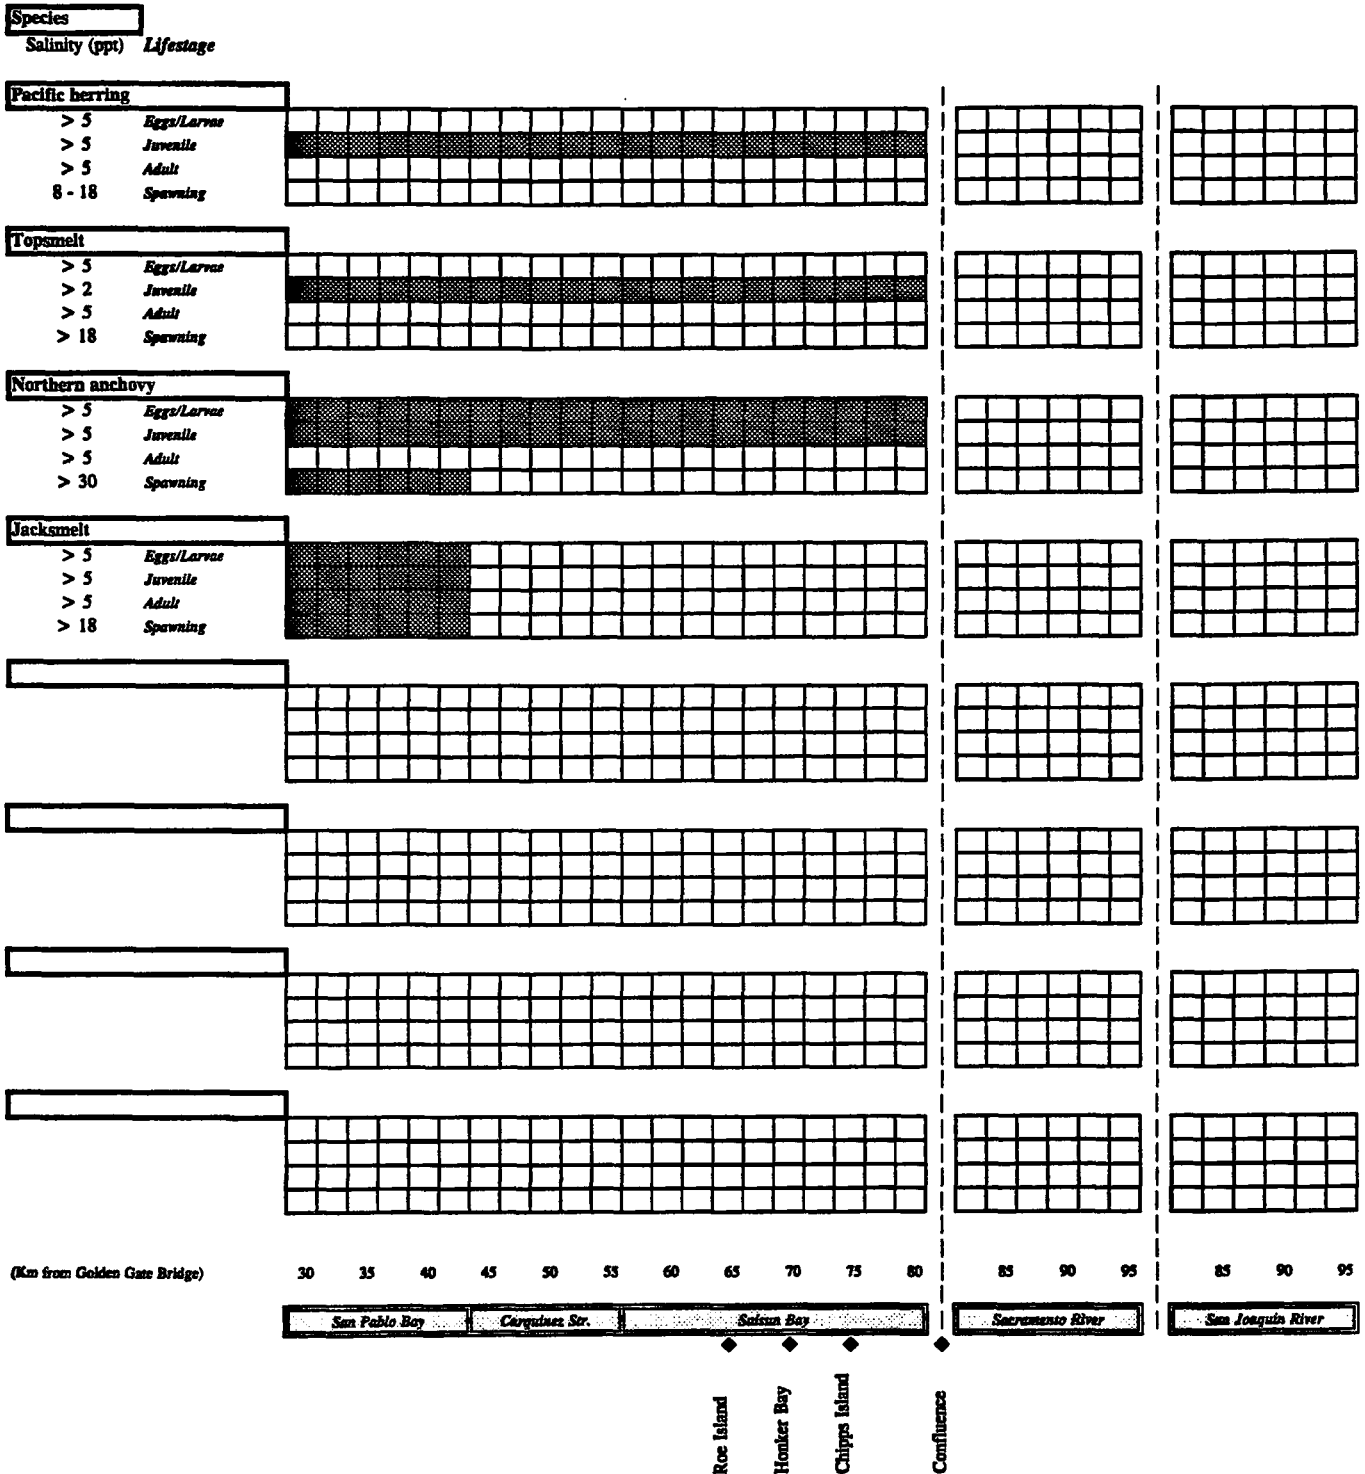 Species
Salinity (ppt) Lifestage
Pacific herring
> 5 Eggs/Larvae
> 5 Juvenile
> 5 Adult
8 - 18 Spawning
Topsmelt
> 5 Eggs/Larvae
> 2 Juvenile
> 5 Adult
> 18 Spawning
Northern anchovy
> 5 Eggs/Larvae
> 5 Juvenile
> 5 Adult
> 30 Spawning
Jacksmelt
> 5 Eggs/Larvae
> 5 Juvenile
> 5 Adult
> 18 Spawning
(Km from Golden Gate Bridge) 30 35 40 45 50 55 60 65 70 75 80 85 90 95 85 90 95
San Pablo Bay Carquinez Str. Suisun Bay Sacramento River San Joaquin River
Roe Island
Honker Bay
Chipps Island
Confluence